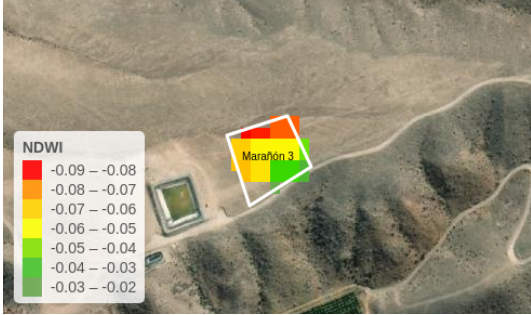 Marañón 3
NDWI
-0.09 – -0.08
-0.08 – -0.07
-0.07 – -0.06
-0.06 – -0.05
-0.05 – -0.04
-0.04 – -0.03
-0.03 – -0.02